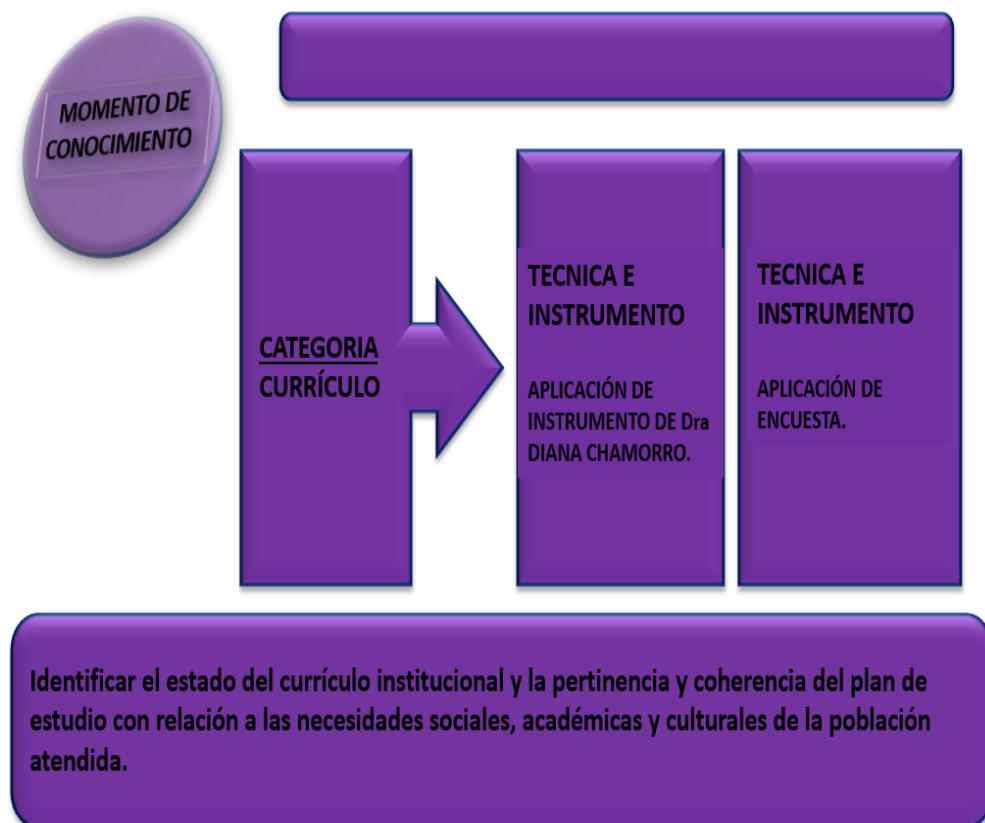 MOMENTO DE
CONOCIMIENTO
CATEGORIA
CURRÍCULO
TECNICA E
INSTRUMENTO
APLICACIÓN DE
INSTRUMENTO DE Dra
DIANA CHAMORRO.
TECNICA E
INSTRUMENTO
APLICACIÓN DE
ENCUESTA.
Identificar el estado del currículo institucional y la pertinencia y coherencia del plan de
estudio con relación a las necesidades sociales, académicas y culturales de la población
atendida.